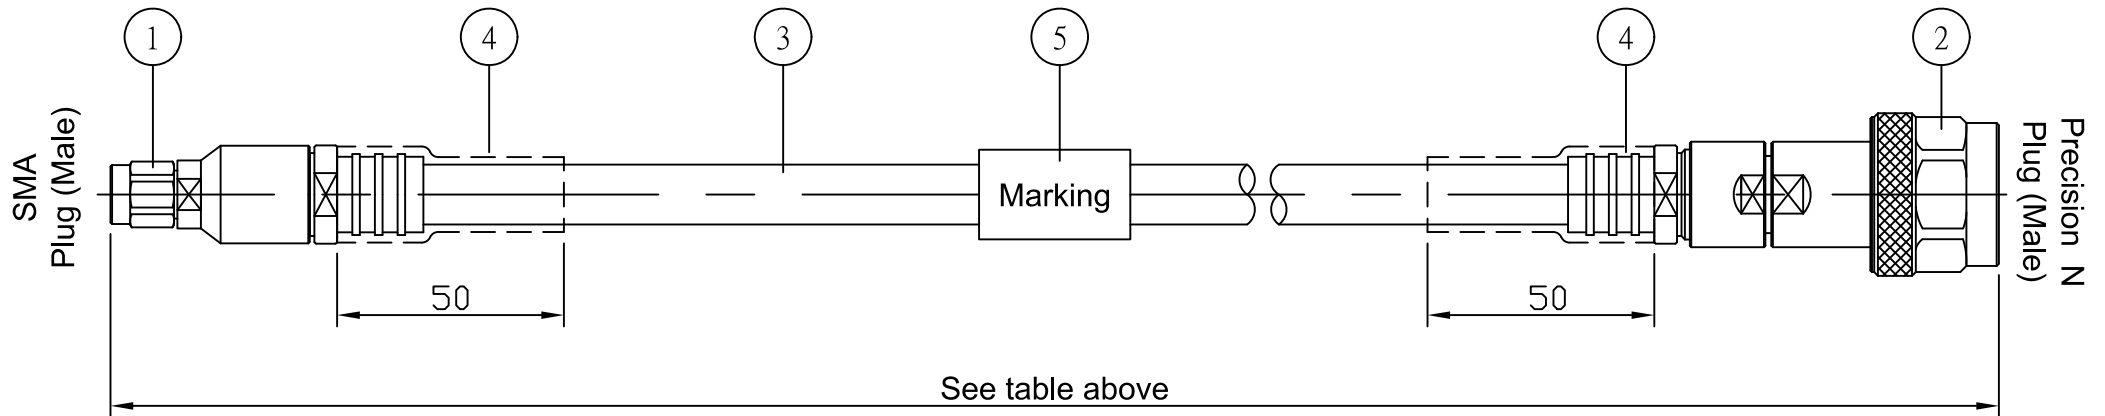 1
4
3
5
4
2
SMA
Plug (Male)
Marking
Precision N
Plug (Male)
50
50
See table above